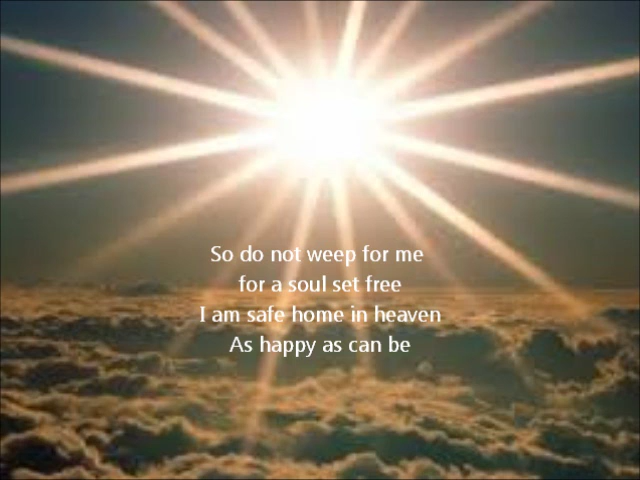 So do not weep for me
for a soul set free
I am safe home in heaven
As happy as can be